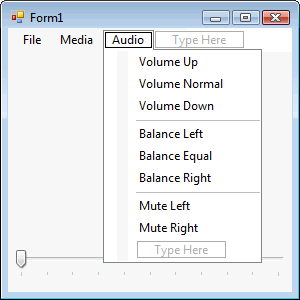 Form1
File Media Audio Type Here
Volume Up
Volume Normal
Volume Down
Balance Left
Balance Equal
Balance Right
Mute Left
Mute Right
Type Here